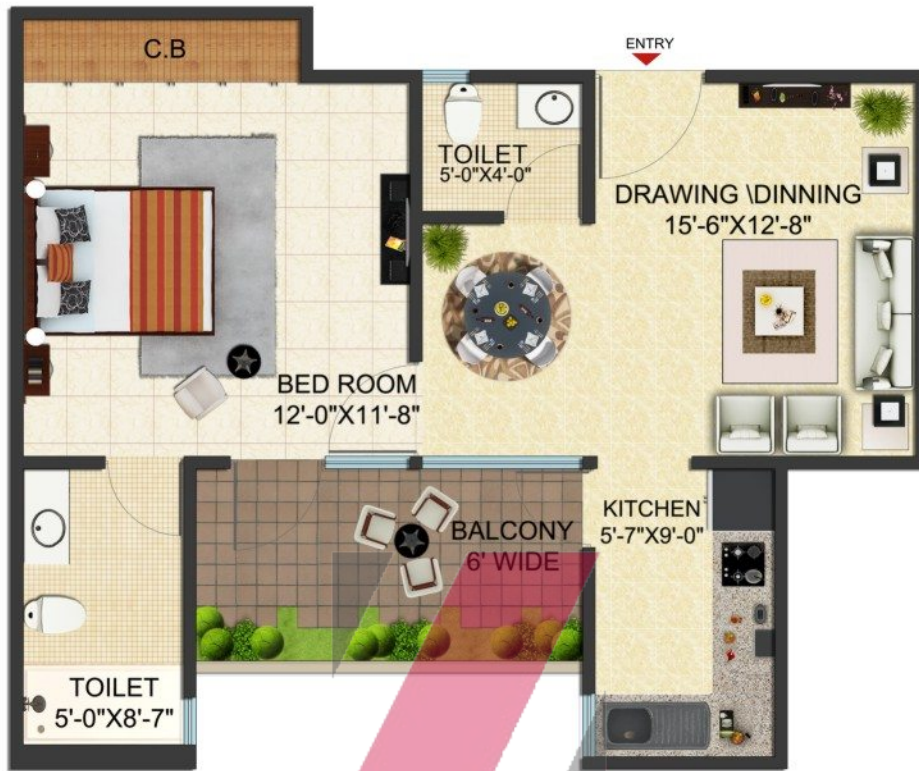 C.B
ENTRY
TOILET
5'-0"X4'-0"
DRAWING \DINNING
15'-6"X12'-8"
BED ROOM
12'-0"X11'-8"
BALCONY
6' WIDE
KITCHEN
5'-7"X9'-0"
TOILET
5'-0"X8'-7"